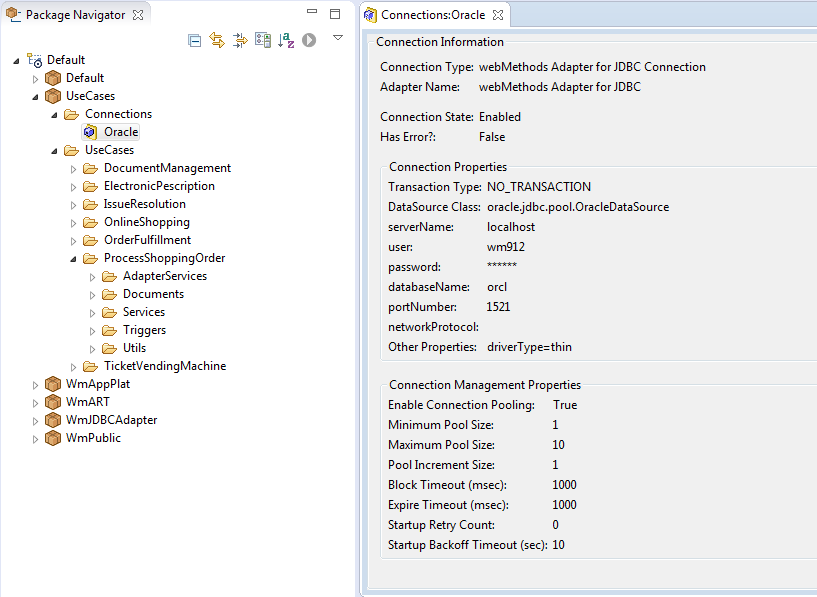 Package Navigator
Default
Default
UseCases
Connections
Oracle
UseCases
DocumentManagement
ElectronicPescription
IssueResolution
OnlineShopping
OrderFulfillment
ProcessShoppingOrder
AdapterServices
Documents
Services
Triggers
Utils
TicketVendingMachine
WmAppPlat
WmART
WmJDBCAdapter
WmPublic
Connections:Oracle
Connection Information
Connection Type: webMethods Adapter for JDBC Connection
Adapter Name: webMethods Adapter for JDBC
Connection State: Enabled
Has Error?: False
Connection Properties
Transaction Type: NO_TRANSACTION
DataSource Class: oracle.jdbc.pool.OracleDataSource
serverName: localhost
user: wm912
password: ******
databaseName: orcl
portNumber: 1521
networkProtocol:
Other Properties: driverType=thin
Connection Management Properties
Enable Connection Pooling: True
Minimum Pool Size: 1
Maximum Pool Size: 10
Pool Increment Size: 1
Block Timeout (msec): 1000
Expire Timeout (msec): 1000
Startup Retry Count: 0
Startup Backoff Timeout (sec): 10